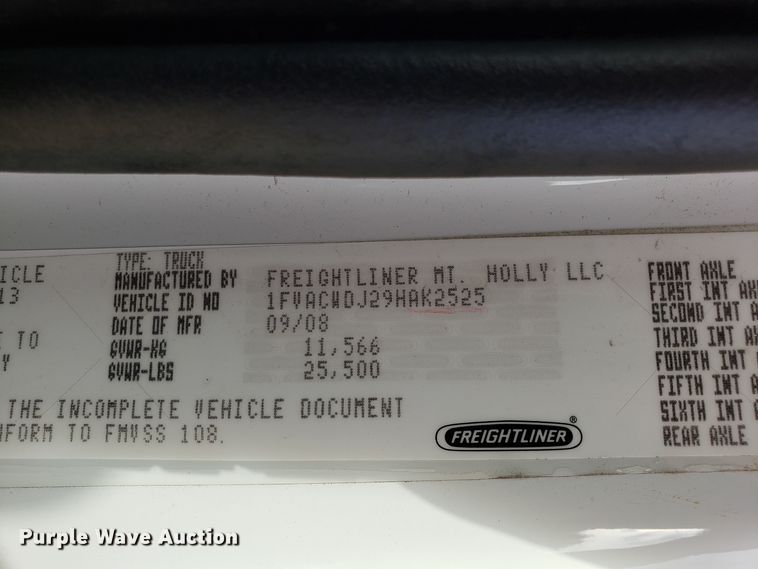 ICLE
13
E TO
Y
TYPE: TRUCK
MANUFACTURED BY FREIGHTLINER MT. HOLLY LLC
VEHICLE ID NO 1FVACWDJ29HAK2525
DATE OF MFR 09/08
GVWR-KG 11,566
GVWR-LBS 25,500
THE INCOMPLETE VEHICLE DOCUMENT
NFORM TO FMVSS 108.
FREIGHTLINER®
FRONT AXLE
FIRST INT AX
SECOND INT A
THIRD INT AX
FOURTH INT
FIFTH INT A
SIXTH INT A
REAR AXLE
Purple Wave Auction